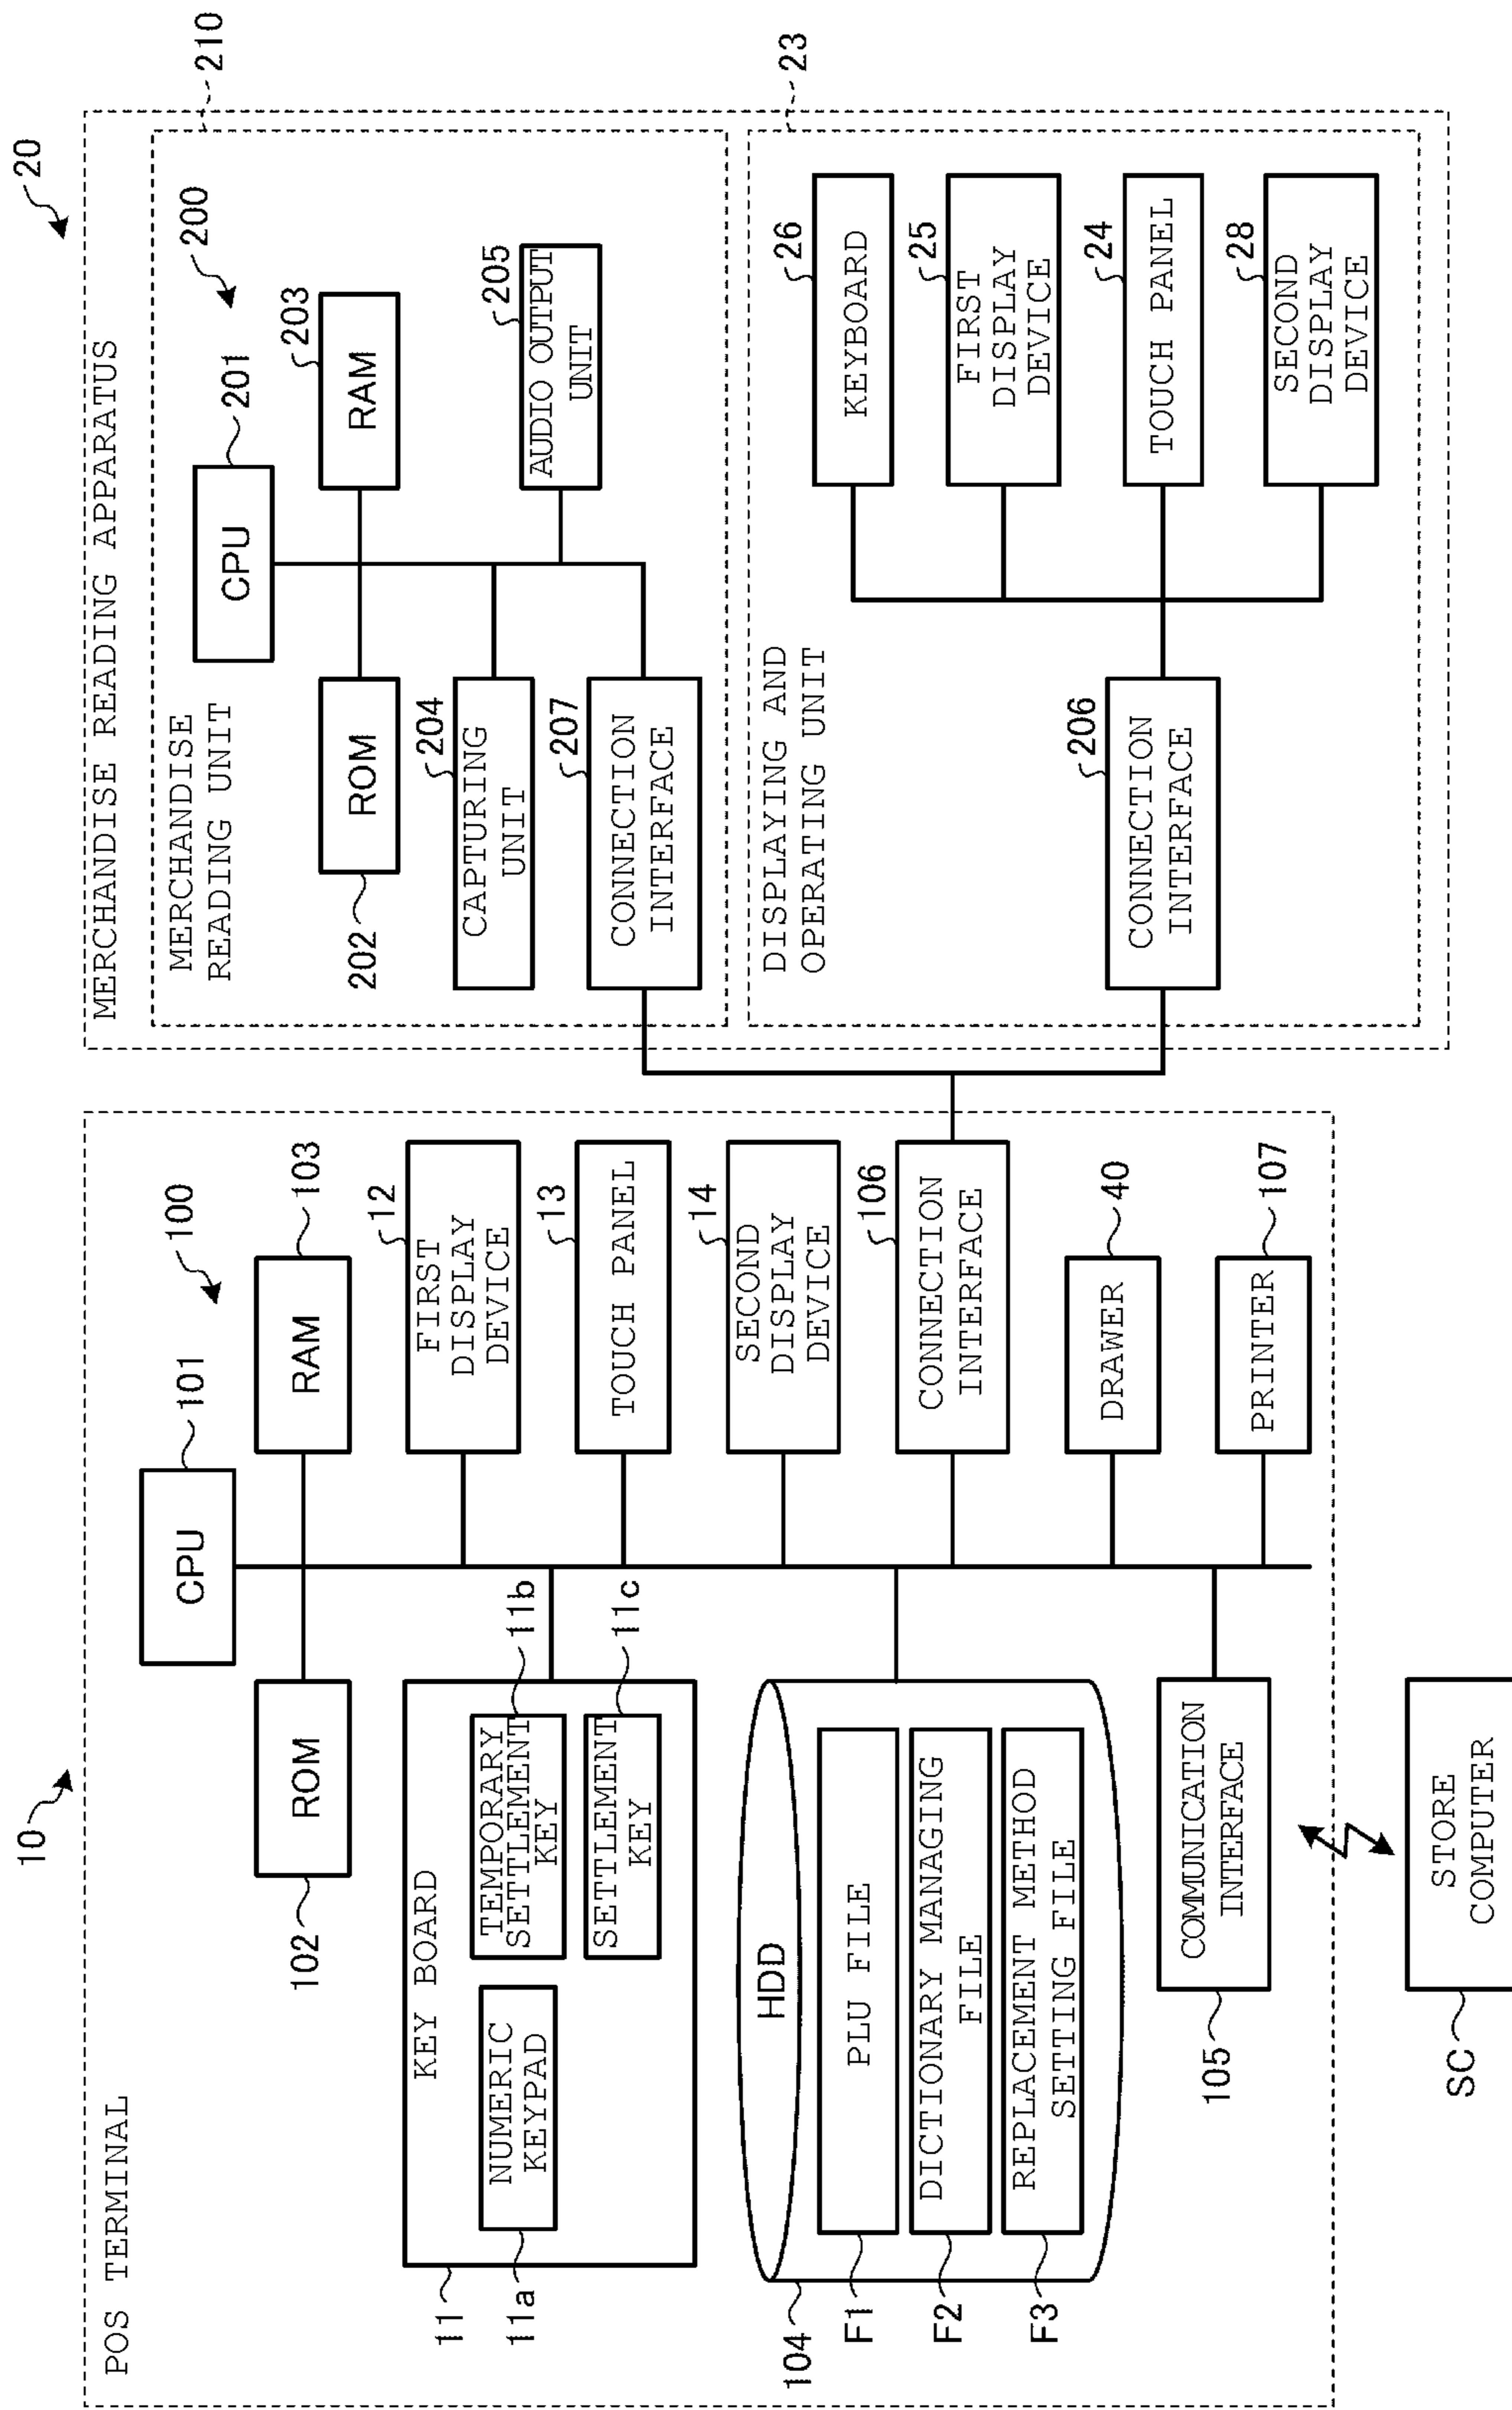 10
POS TERMINAL
CPU
101
100
ROM
102
RAM
103
KEY BOARD
11
NUMERIC
KEYPAD
11a
TEMPORARY
SETTLEMENT
KEY
11b
SETTLEMENT
KEY
11c
12
FIRST
DISPLAY
DEVICE
13
TOUCH PANEL
14
SECOND
DISPLAY
DEVICE
106
CONNECTION
INTERFACE
DRAWER
40
PRINTER
107
HDD
104
PLU FILE
F1
DICTIONARY MANAGING
FILE
F2
REPLACEMENT METHOD
SETTING FILE
F3
COMMUNICATION
INTERFACE
105
STORE
COMPUTER
SC
20
MERCHANDISE READING APPARATUS
210
MERCHANDISE
READING UNIT
200
CPU
201
ROM
202
RAM
203
204
CAPTURING
UNIT
205
AUDIO OUTPUT
UNIT
207
CONNECTION
INTERFACE
23
DISPLAYING AND
OPERATING UNIT
206
CONNECTION
INTERFACE
26
KEYBOARD
25
FIRST
DISPLAY
DEVICE
24
TOUCH PANEL
28
SECOND
DISPLAY
DEVICE